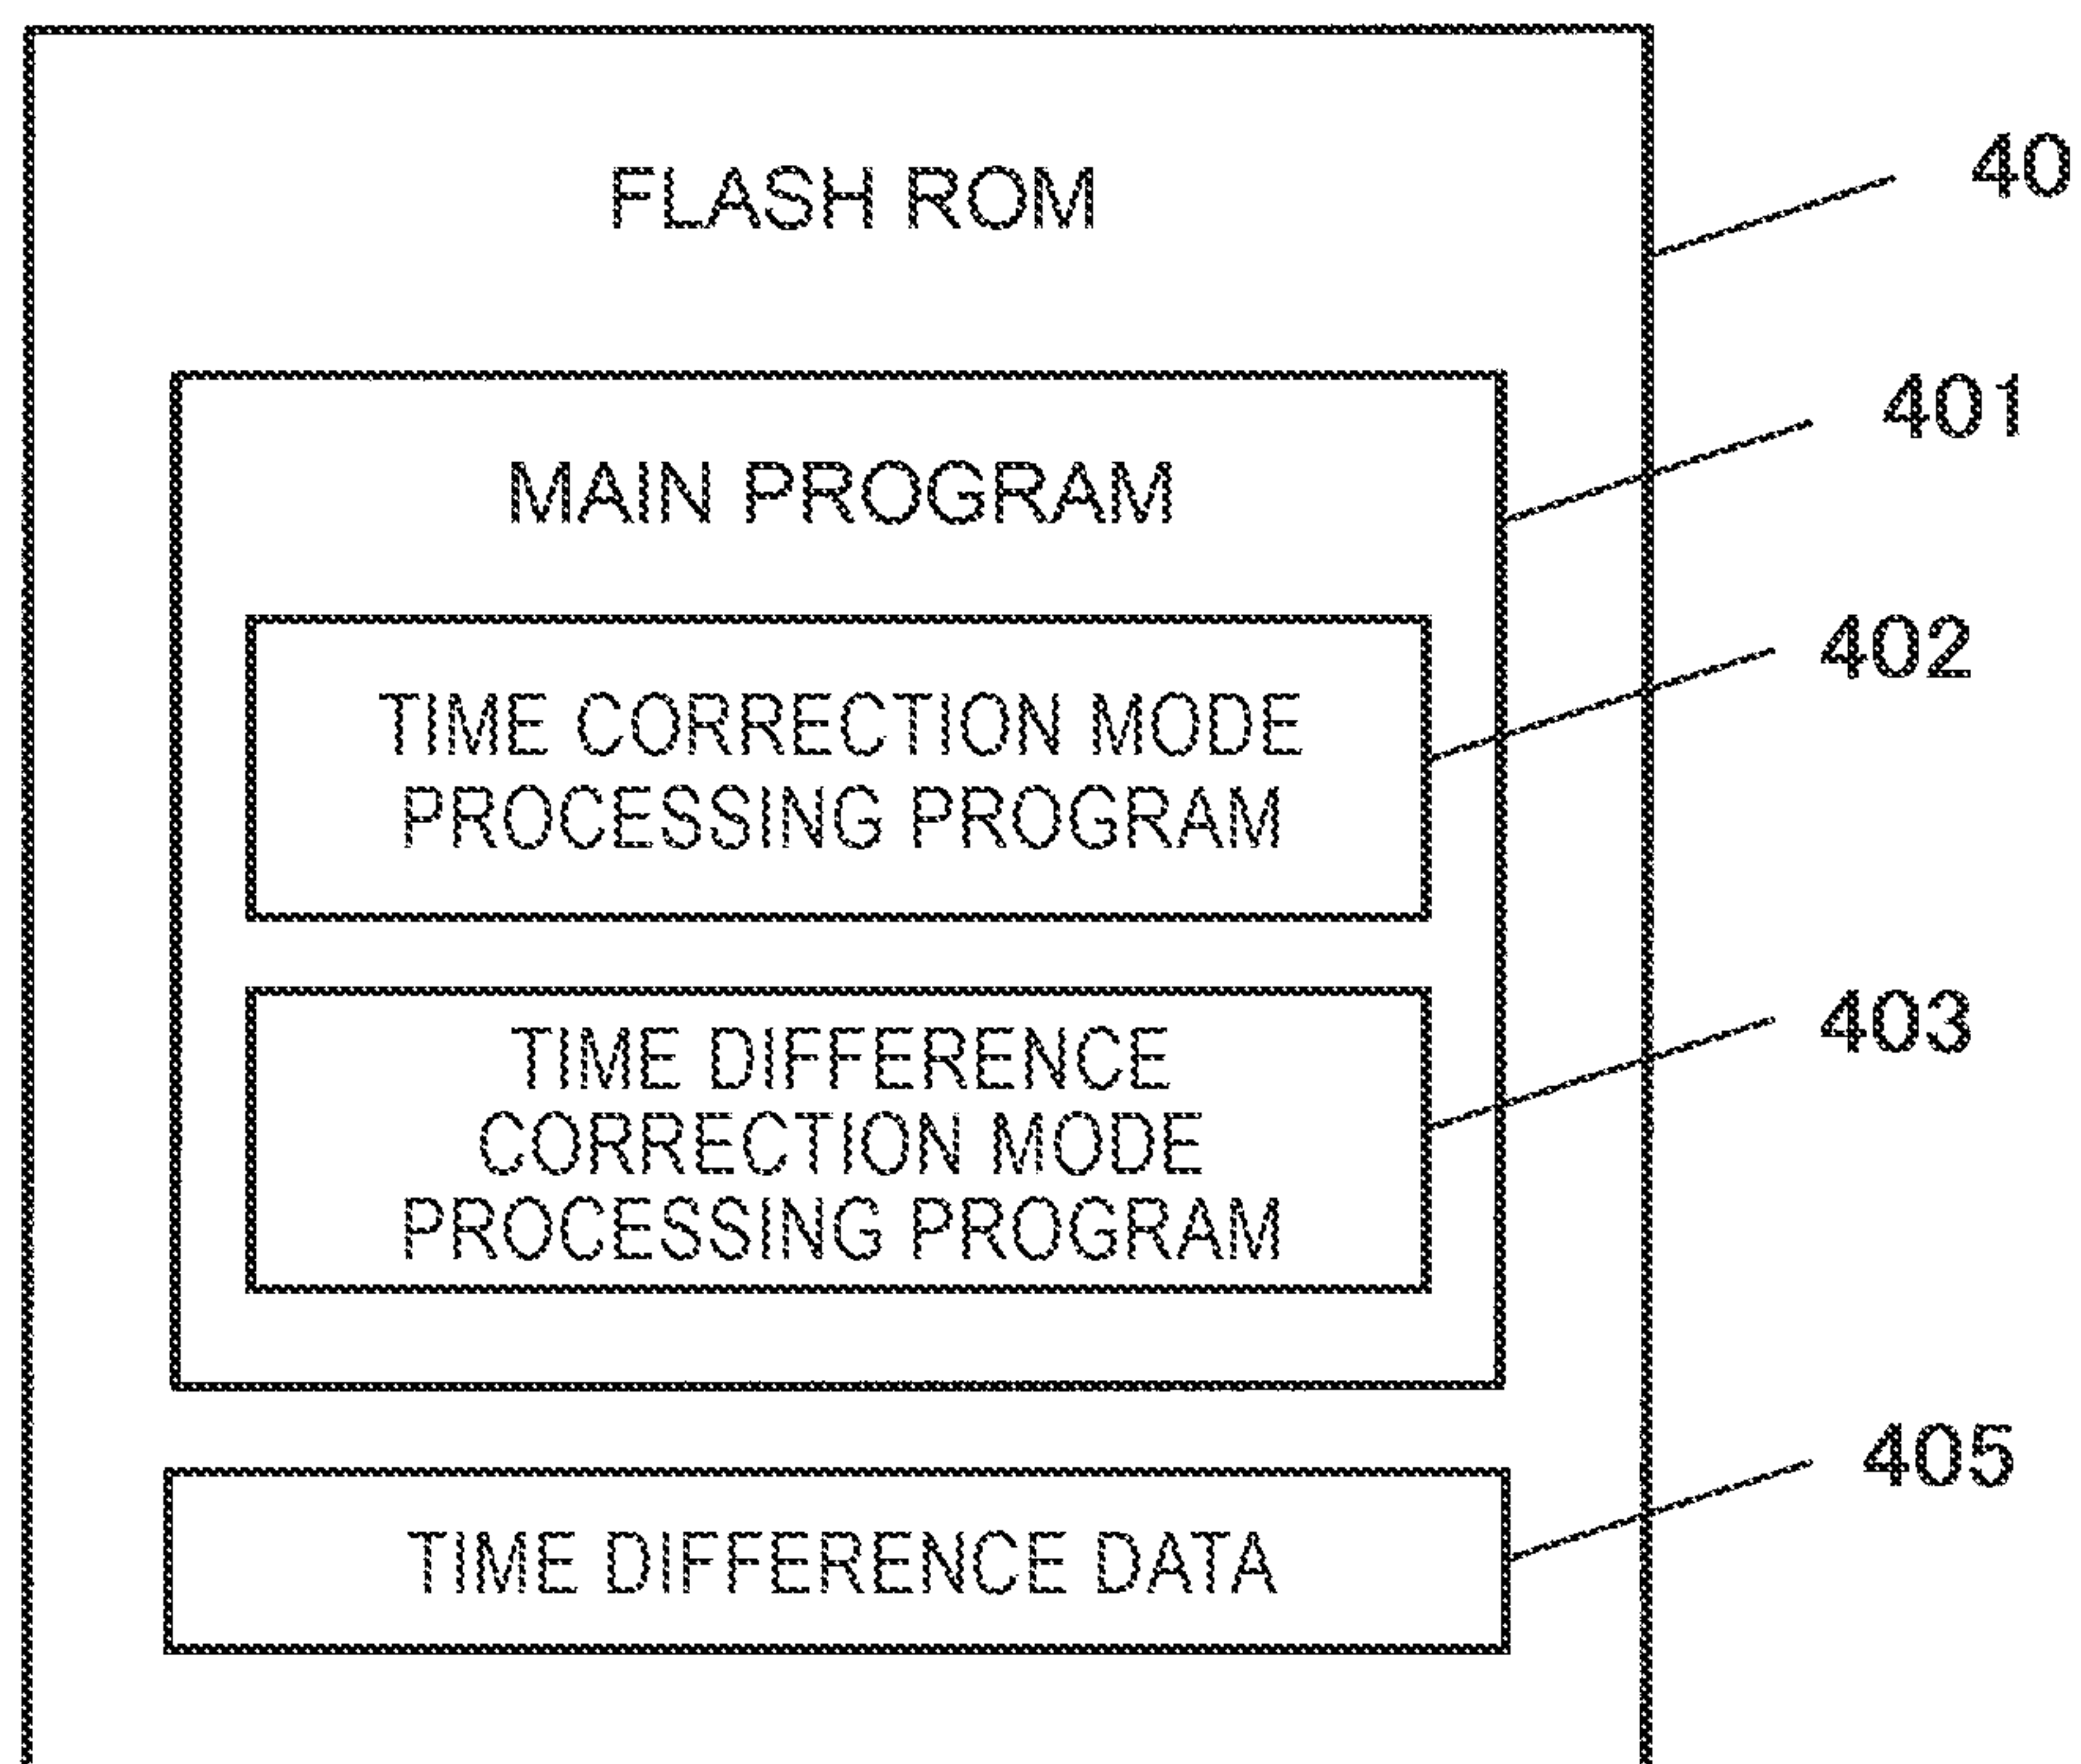 FLASH ROM
40
401
MAIN PROGRAM
402
TIME CORRECTION MODE
PROCESSING PROGRAM
403
TIME DIFFERENCE
CORRECTION MODE
PROCESSING PROGRAM
405
TIME DIFFERENCE DATA